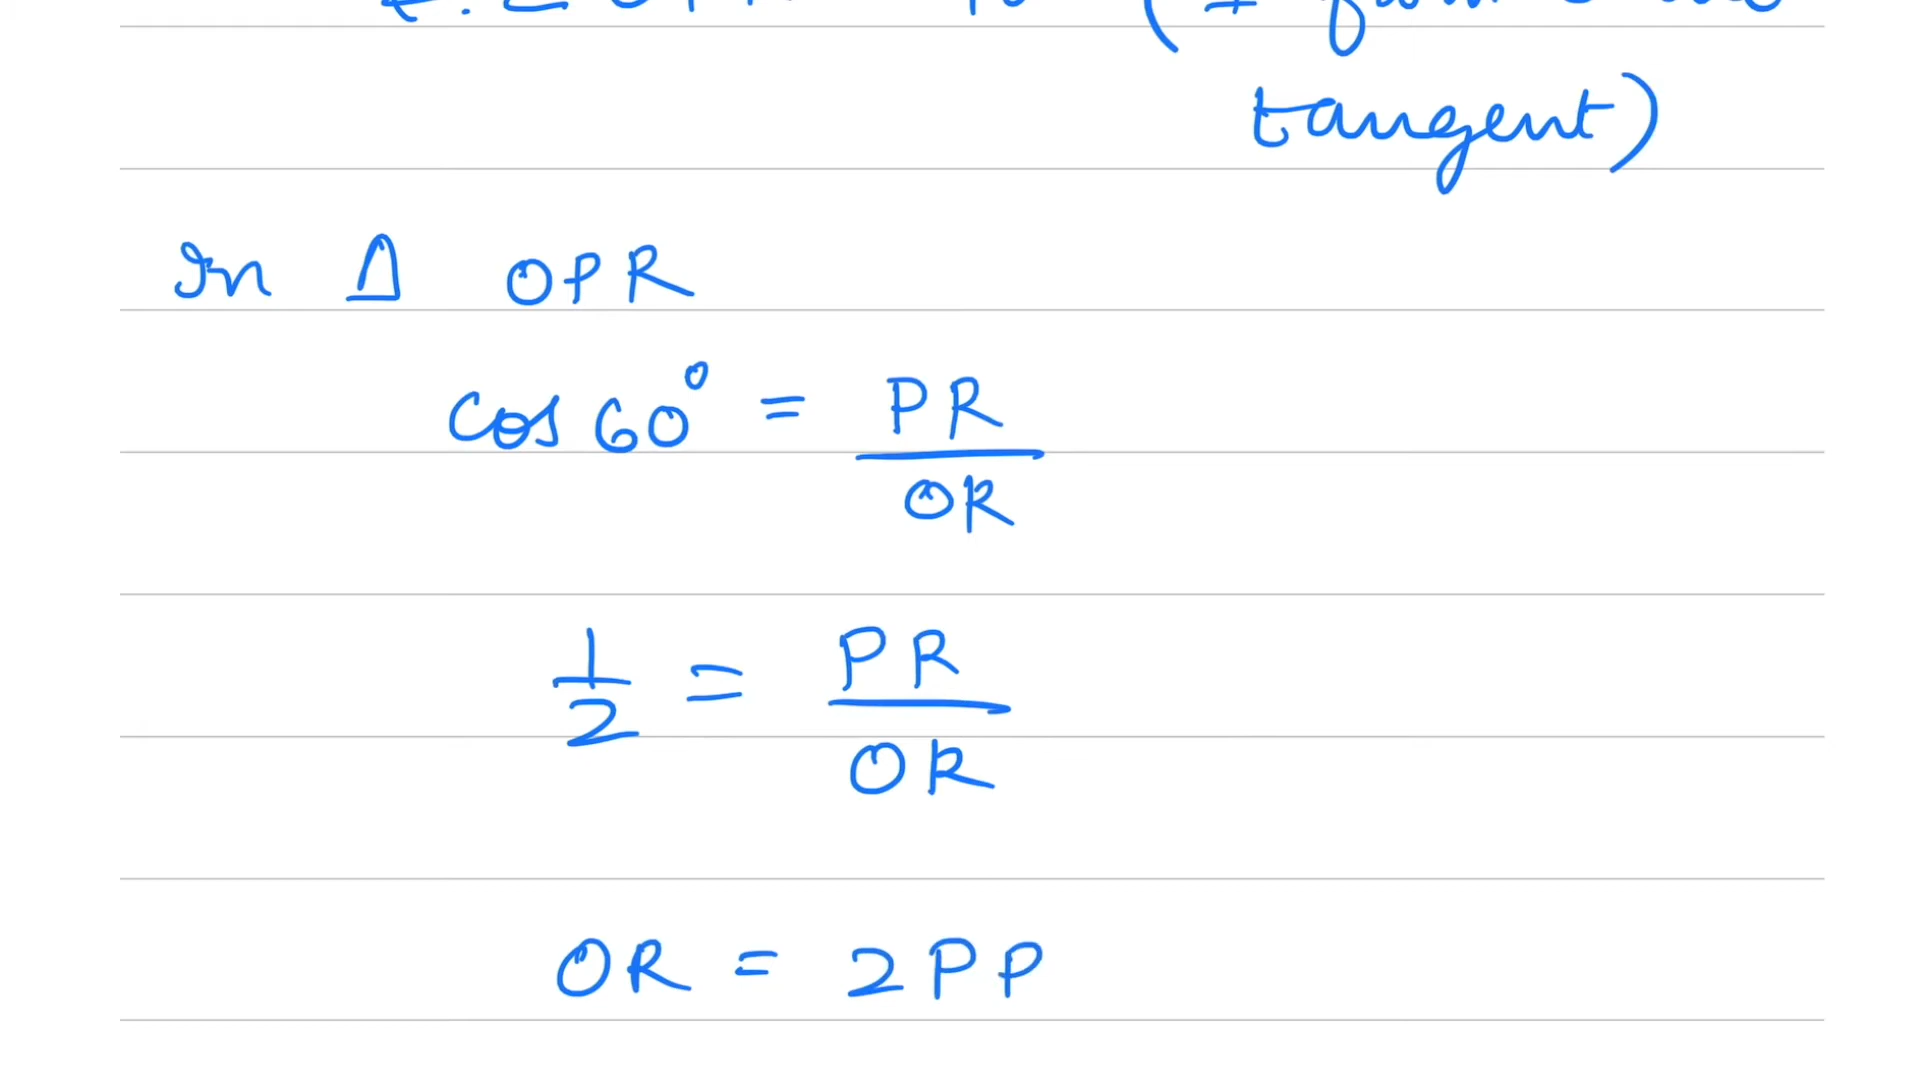 tangent)
In Δ OPR
cos 60° = PR/OR
1/2 = PR/OR
OR = 2PP